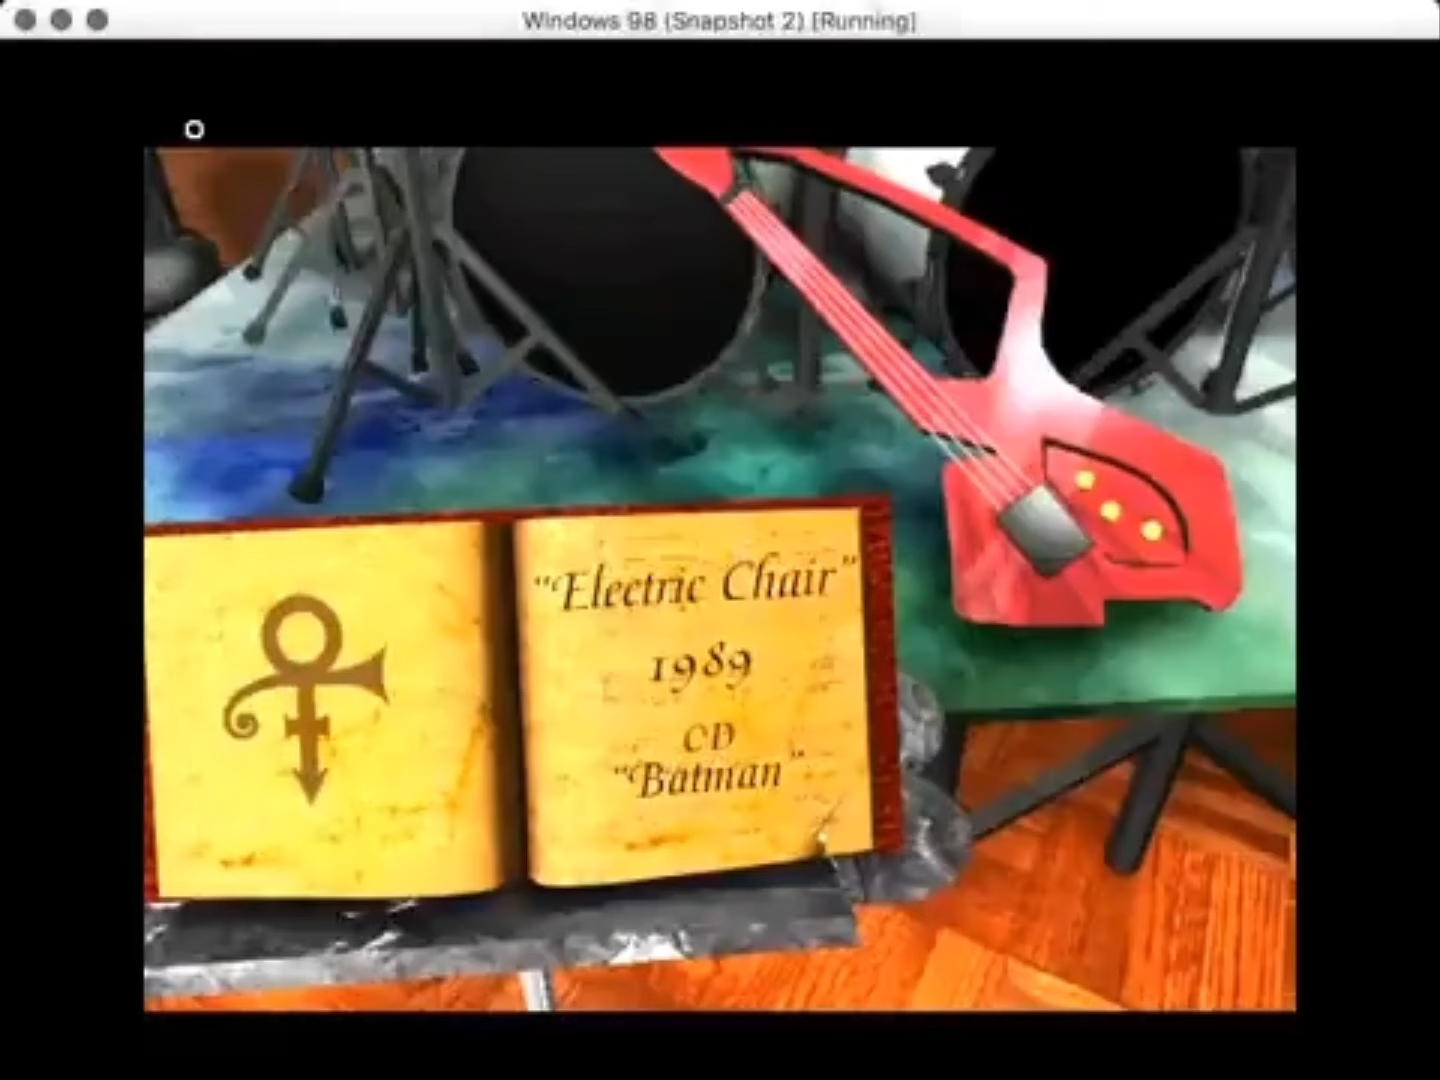 Windows 98 (Snapshot 2) [Running]
"Electric Chair"
1989
CD
"Batman"